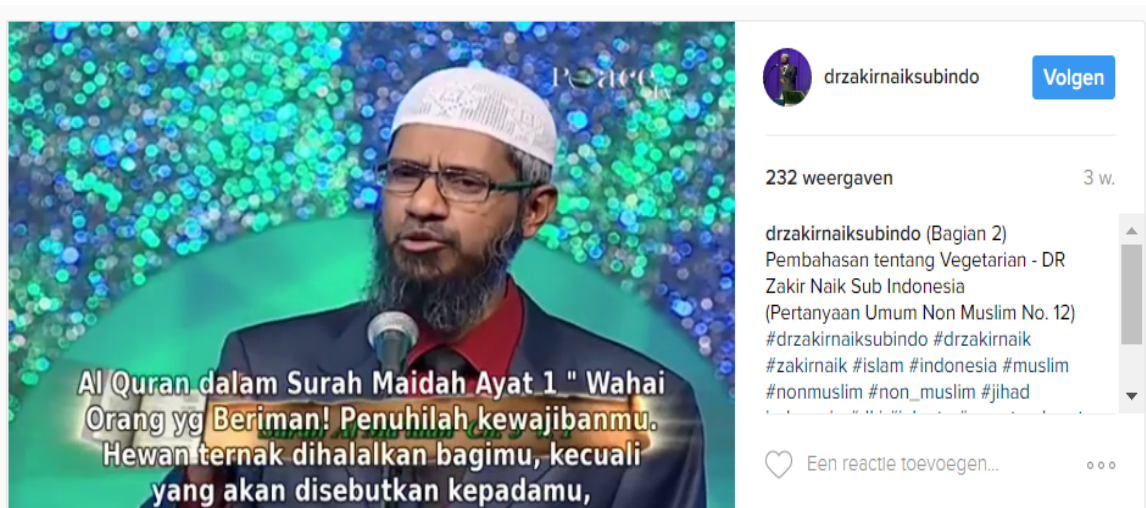 Peace
TV
Al Quran dalam Surah Maidah Ayat 1 " Wahai
Orang yg Beriman! Penuhilah kewajibanmu.
Hewan ternak dihalalkan bagimu, kecuali
yang akan disebutkan kepadamu,
drzakirnaiksubindo
Volgen
232 weergaven
3 w.
drzakirnaiksubindo (Bagian 2)
Pembahasan tentang Vegetarian - DR
Zakir Naik Sub Indonesia
(Pertanyaan Umum Non Muslim No. 12)
#drzakirnaiksubindo #drzakirnaik
#zakirnaik #islam #indonesia #muslim
#nonmuslim #non_muslim #jihad
Een reactie toevoegen...